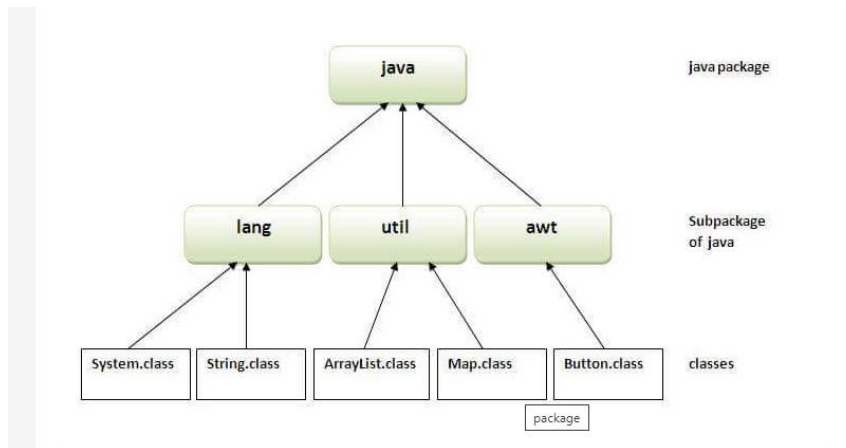 java
java package
lang
util
awt
Subpackage
of java
System.class
String.class
ArrayList.class
Map.class
Button.class
classes
package